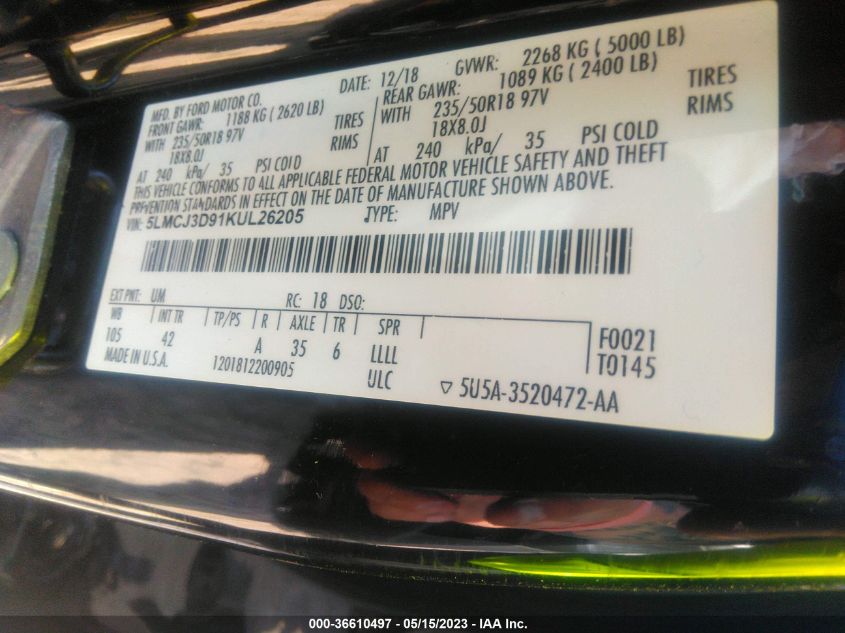 MFD. BY FORD MOTOR CO. DATE: 12/18 GVWR: 2268 KG ( 5000 LB)
FRONT GAWR: 1188 KG ( 2620 LB) REAR GAWR: 1089 KG ( 2400 LB)
WITH 235/50R18 97V TIRES WITH 235/50R18 97V TIRES
18X8.0J RIMS 18X8.0J RIMS
AT 240 kPa/ 35 PSI COLD AT 240 kPa/ 35 PSI COLD
THIS VEHICLE CONFORMS TO ALL APPLICABLE FEDERAL MOTOR VEHICLE SAFETY AND THEFT
PREVENTION STANDARDS IN EFFECT ON THE DATE OF MANUFACTURE SHOWN ABOVE.
VIN: 5LMCJ3D91KUL26205 TYPE: MPV
EXT PNT: UM RC: 18 DSO:
WB INT TR TP/PS R AXLE TR SPR F0021
105 42 A 35 6 LLLL T0145
MADE IN U.S.A. 1201812200905 ULC ▽ 5U5A-3520472-AA
000-36610497 - 05/15/2023 - IAA Inc.